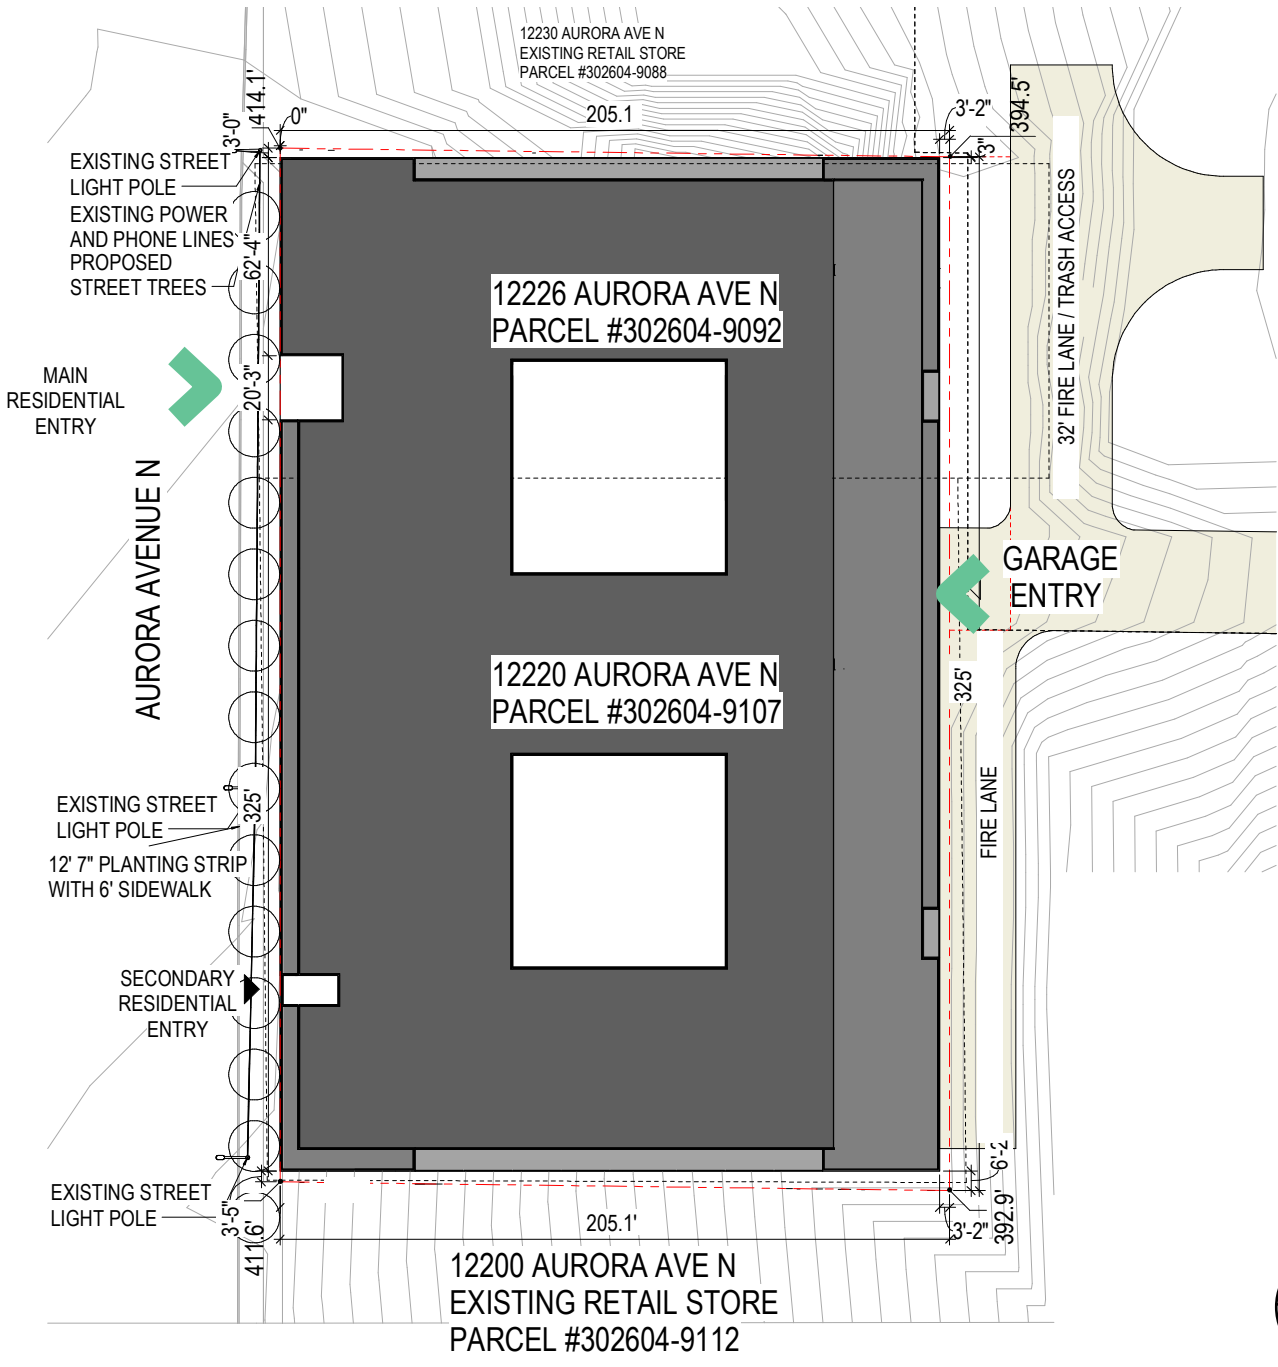 12230 AURORA AVE N
EXISTING RETAIL STORE
PARCEL #302604-9088
414.1'
3'-0"
0"
205.1
3'-2"
394.5'
3"
EXISTING STREET
LIGHT POLE
EXISTING POWER
AND PHONE LINES
PROPOSED
STREET TREES
62'-4"
32' FIRE LANE / TRASH ACCESS
12226 AURORA AVE N
PARCEL #302604-9092
MAIN
RESIDENTIAL
ENTRY
20'-3"
AURORA AVENUE N
GARAGE
ENTRY
12220 AURORA AVE N
PARCEL #302604-9107
325'
325'
FIRE LANE
EXISTING STREET
LIGHT POLE
12' 7" PLANTING STRIP
WITH 6' SIDEWALK
SECONDARY
RESIDENTIAL
ENTRY
6'-2
EXISTING STREET
LIGHT POLE
3'-5"
411.6'
205.1'
3'-2"
392.9'
12200 AURORA AVE N
EXISTING RETAIL STORE
PARCEL #302604-9112